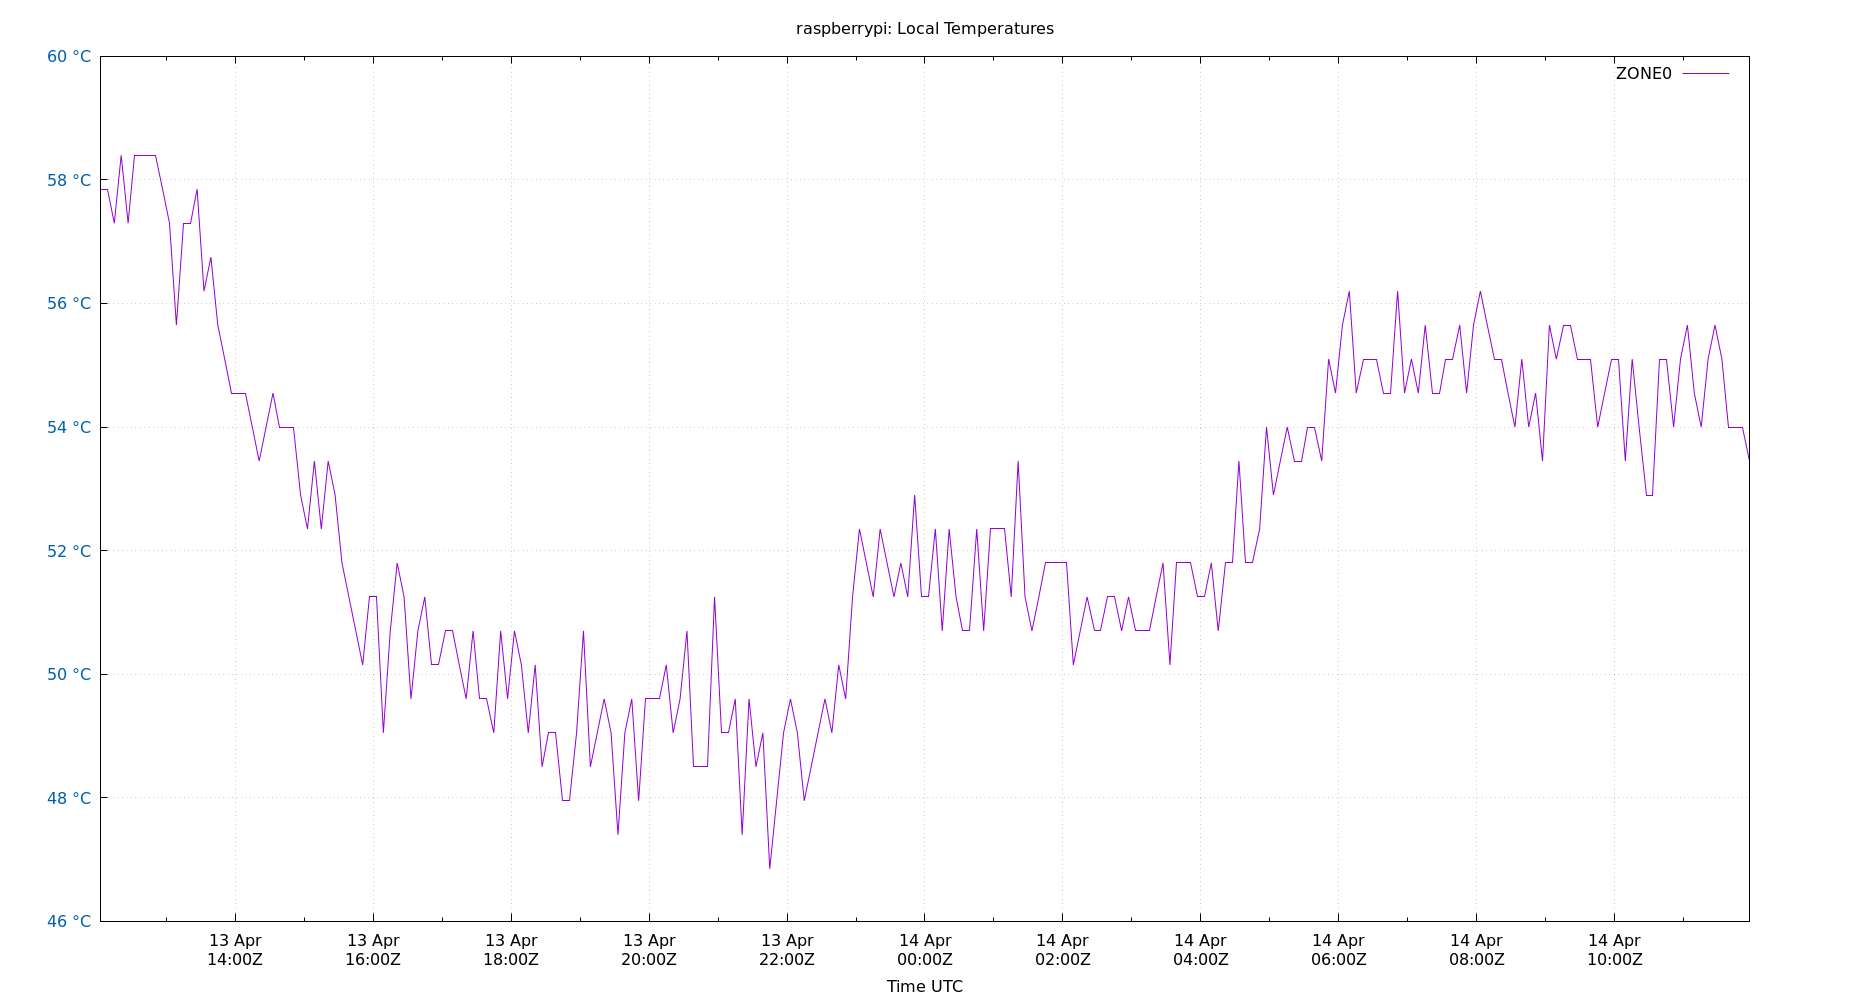 raspberrypi: Local Temperatures
60 °C
ZONE0
58 °C
56 °C
54 °C
52 °C
50 °C
48 °C
46 °C
13 Apr 13 Apr 13 Apr 13 Apr 13 Apr 14 Apr 14 Apr 14 Apr 14 Apr 14 Apr 14 Apr
14:00Z 16:00Z 18:00Z 20:00Z 22:00Z 00:00Z 02:00Z 04:00Z 06:00Z 08:00Z 10:00Z
Time UTC